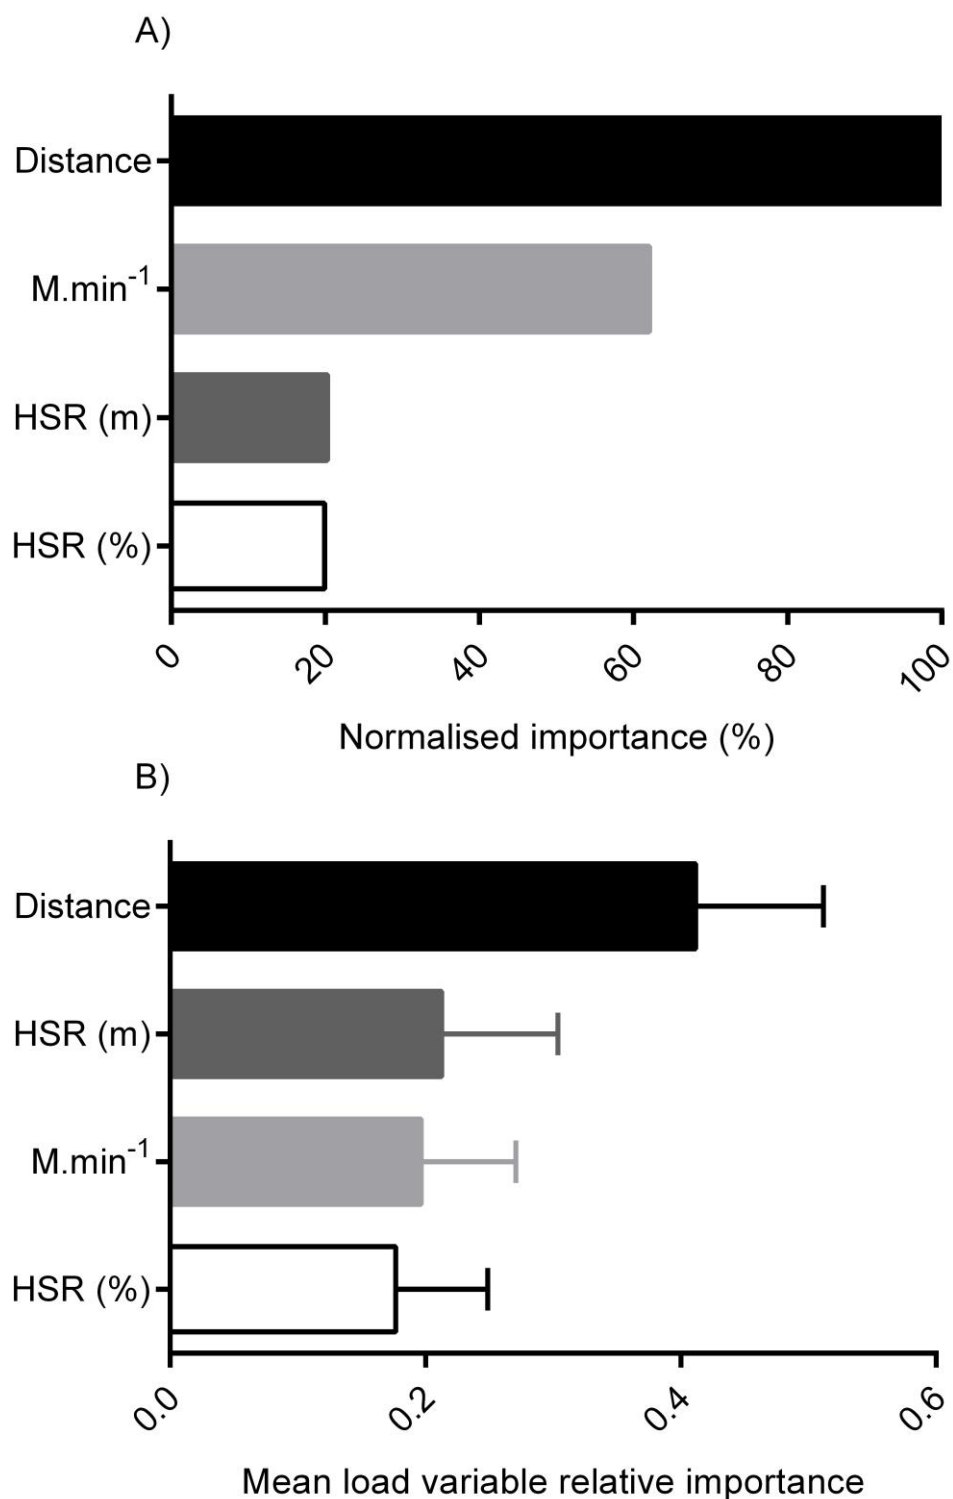 A)
Distance
M.min-1
HSR (m)
HSR (%)
0 20 40 60 80 100
Normalised importance (%)
B)
Distance
HSR (m)
M.min-1
HSR (%)
0.0 0.2 0.4 0.6
Mean load variable relative importance